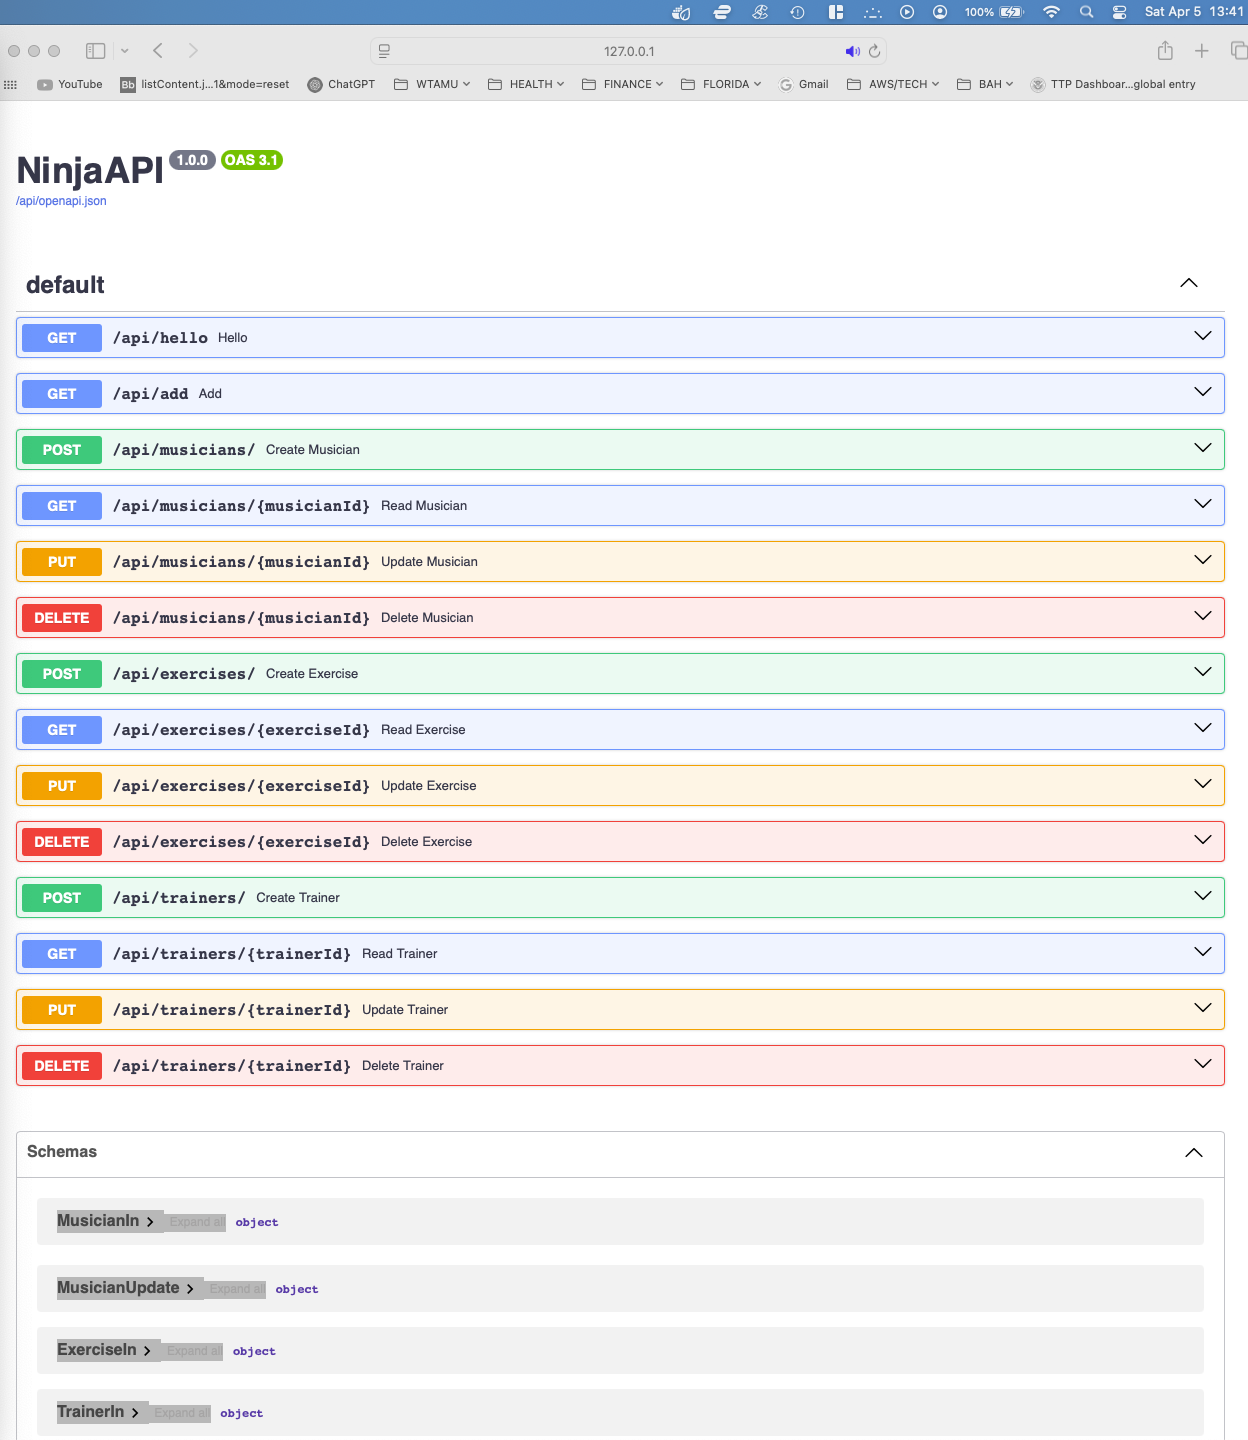 100% Sat Apr 5 13:41
127.0.0.1
YouTube Bb listContent.j...1&mode=reset ChatGPT WTAMU HEALTH FINANCE FLORIDA G Gmail AWS/TECH BAH TTP Dashboar...global entry
NinjaAPI 1.0.0 OAS 3.1
/api/openapi.json
default
GET /api/hello Hello
GET /api/add Add
POST /api/musicians/ Create Musician
GET /api/musicians/{musicianId} Read Musician
PUT /api/musicians/{musicianId} Update Musician
DELETE /api/musicians/{musicianId} Delete Musician
POST /api/exercises/ Create Exercise
GET /api/exercises/{exerciseId} Read Exercise
PUT /api/exercises/{exerciseId} Update Exercise
DELETE /api/exercises/{exerciseId} Delete Exercise
POST /api/trainers/ Create Trainer
GET /api/trainers/{trainerId} Read Trainer
PUT /api/trainers/{trainerId} Update Trainer
DELETE /api/trainers/{trainerId} Delete Trainer
Schemas
MusicianIn Expand all object
MusicianUpdate Expand all object
ExerciseIn Expand all object
TrainerIn Expand all object